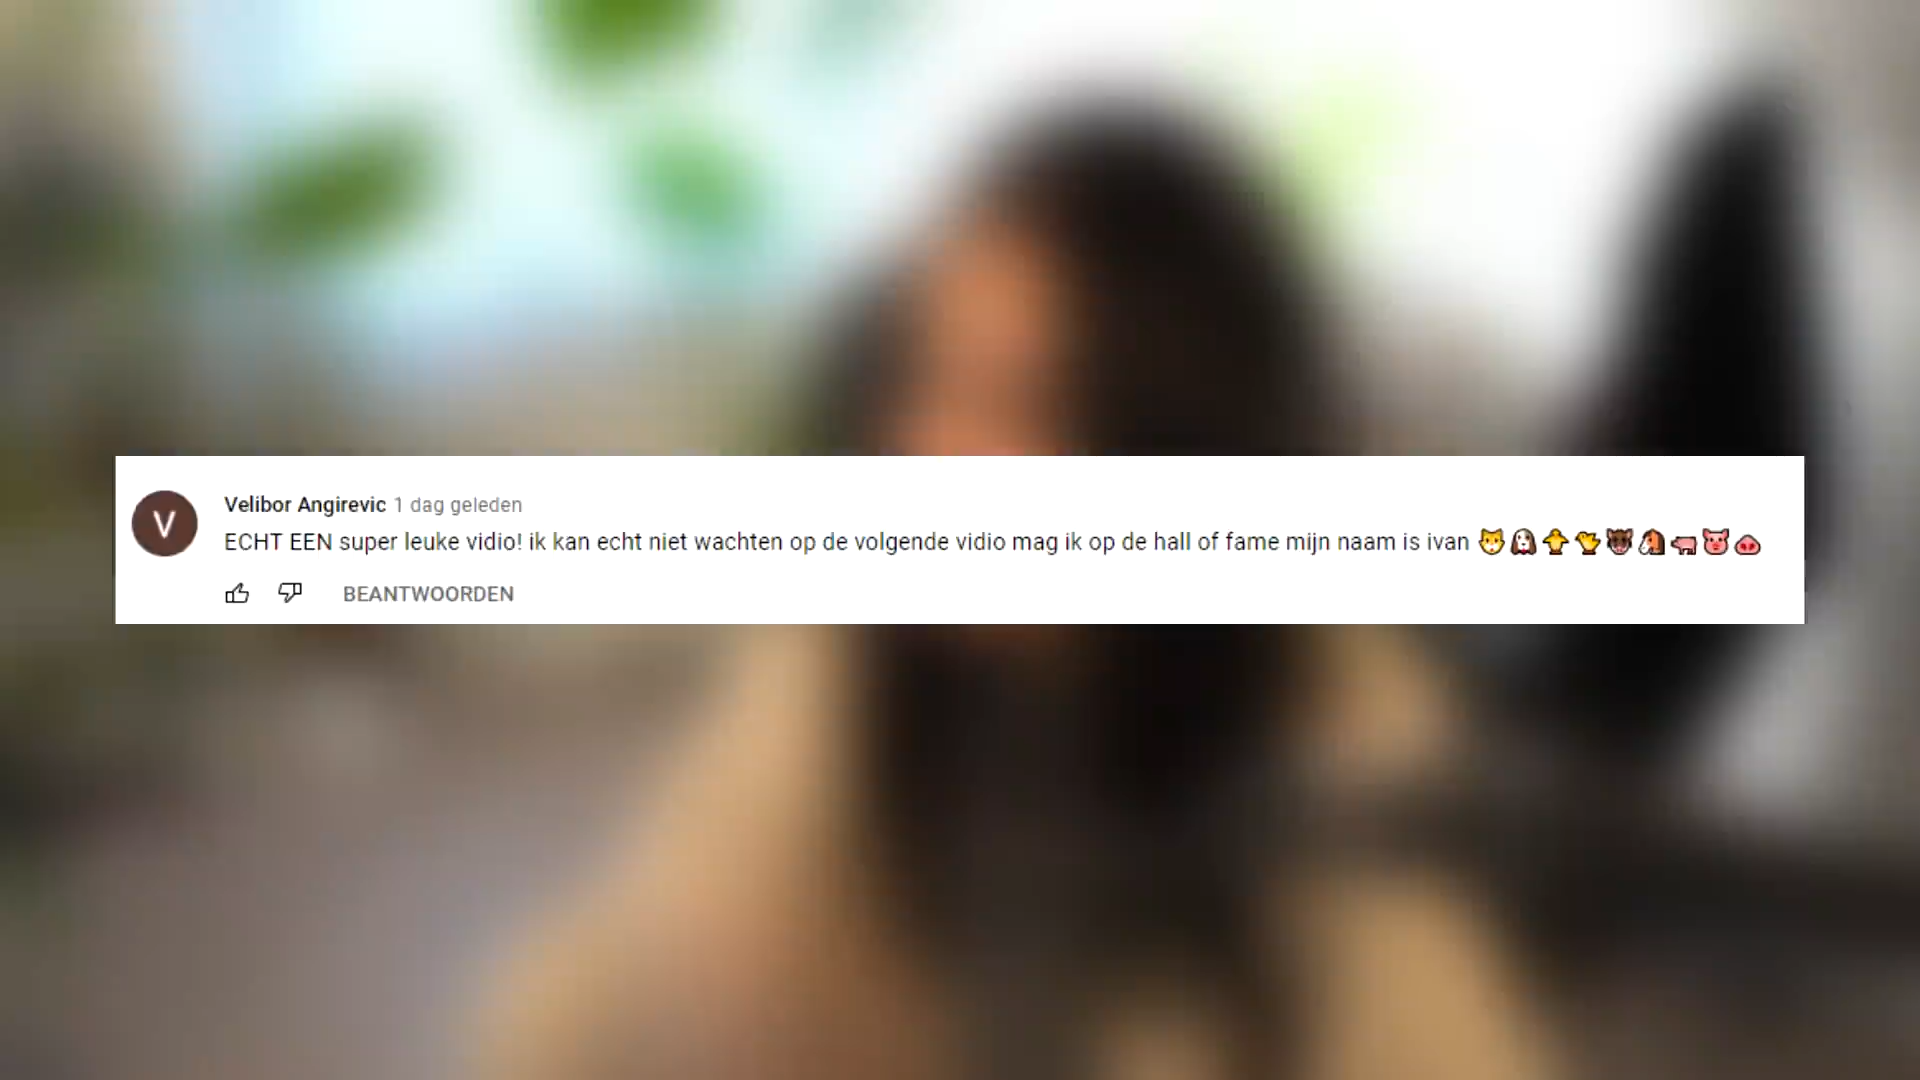 V
Velibor Angirevic 1 dag geleden
ECHT EEN super leuke vidio! ik kan echt niet wachten op de volgende vidio mag ik op de hall of fame mijn naam is ivan 🐱🐶🐥🐤🐗🐴🐖🐷🐽
BEANTWOORDEN